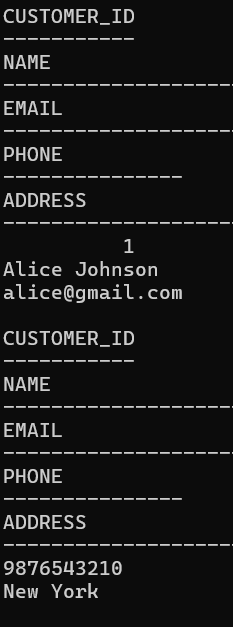 CUSTOMER_ID
-----------
NAME
--------------------
EMAIL
--------------------
PHONE
---------------
ADDRESS
--------------------
          1
Alice Johnson
alice@gmail.com

CUSTOMER_ID
-----------
NAME
--------------------
EMAIL
--------------------
PHONE
---------------
ADDRESS
--------------------
9876543210
New York